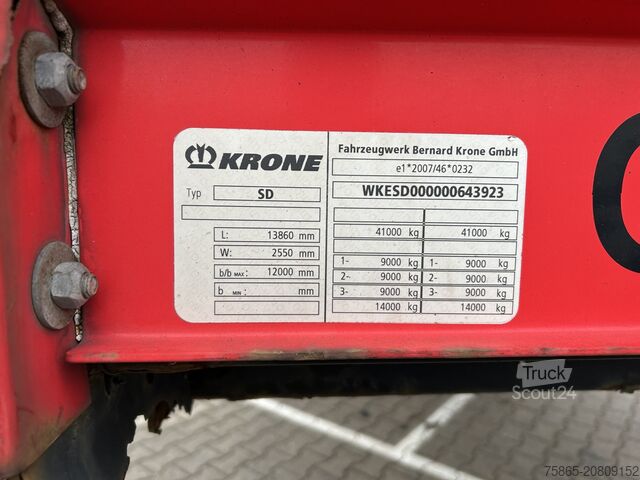 KRONE
Typ SD
L: 13860 mm
W: 2550 mm
b/b MAX: 12000 mm
b MIN: mm
Fahrzeugwerk Bernard Krone GmbH
e1*2007/46*0232
WKESD000000643923
41000 kg 41000 kg
1- 9000 kg 1- 9000 kg
2- 9000 kg 2- 9000 kg
3- 9000 kg 3- 9000 kg
14000 kg 14000 kg
Truck
Scout24
75865-20809152